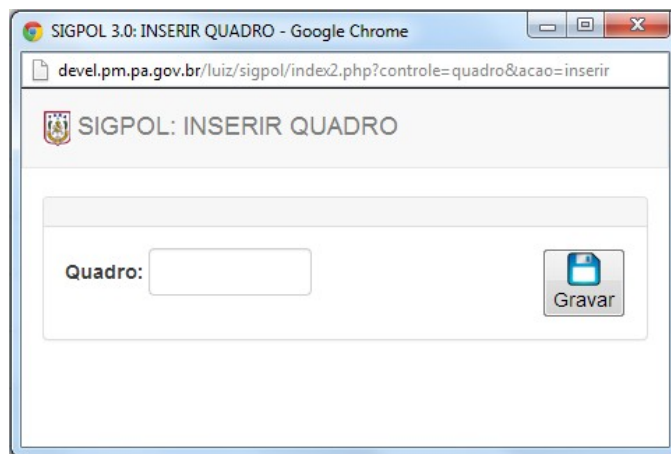 SIGPOL 3.0: INSERIR QUADRO - Google Chrome
devel.pm.pa.gov.br/luiz/sigpol/index2.php?controle=quadro&acao=inserir
SIGPOL: INSERIR QUADRO
Quadro:
Gravar